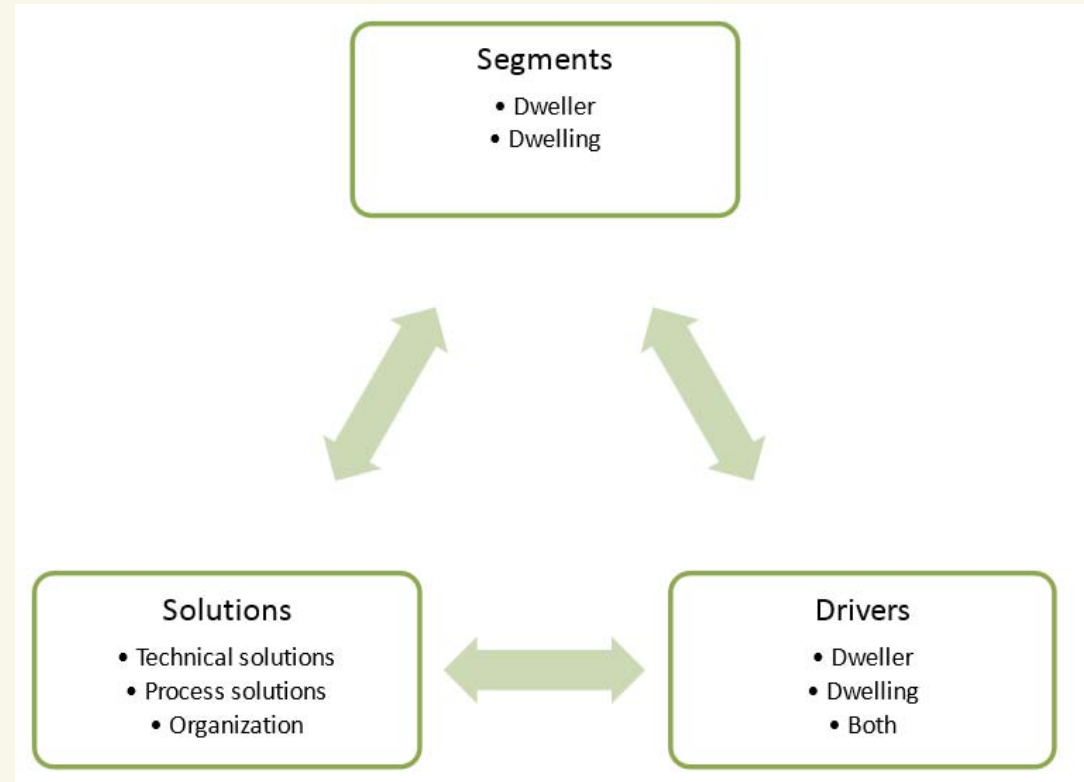 Segments
• Dweller
• Dwelling
Solutions
• Technical solutions
• Process solutions
• Organization
Drivers
• Dweller
• Dwelling
• Both